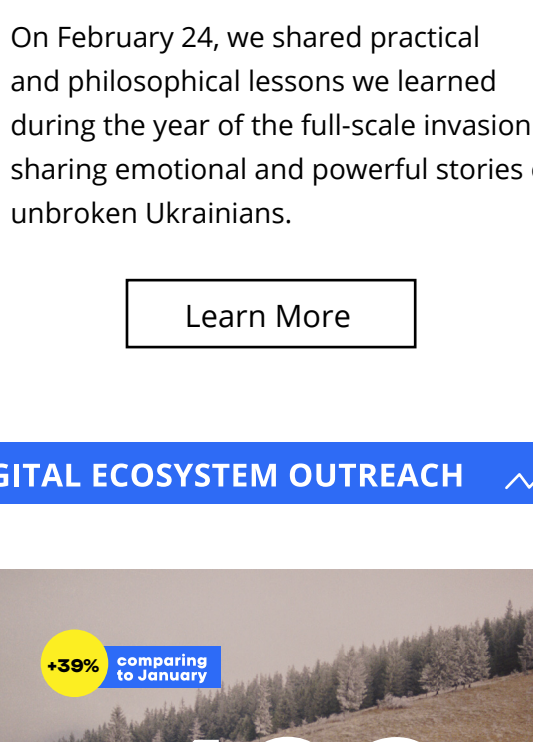 On February 24, we shared practical
and philosophical lessons we learned
during the year of the full-scale invasion
sharing emotional and powerful stories
unbroken Ukrainians.
Learn More
GITAL ECOSYSTEM OUTREACH
+39%
comparing
to January